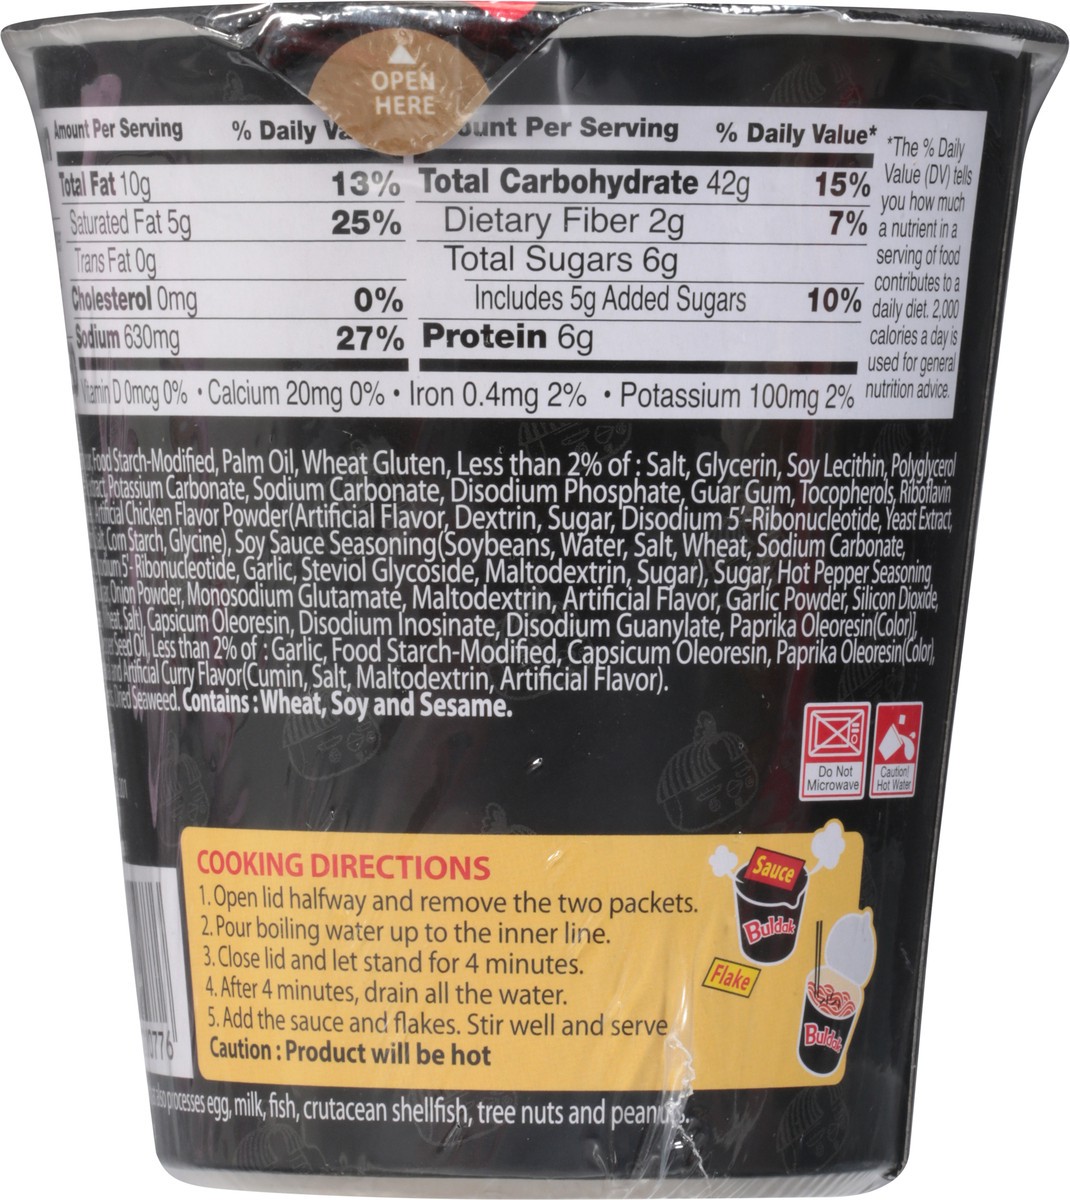 OPEN
HERE
Amount Per Serving % Daily
Per Serving % Daily Value*
Total Fat 10g 13%
Saturated Fat 5g 25%
Trans Fat 0g
Cholesterol 0mg 0%
Sodium 630mg 27%
Total Carbohydrate 42g 15%
Dietary Fiber 2g 7%
Total Sugars 6g
Includes 5g Added Sugars 10%
Protein 6g
Vitamin D 0mcg 0% • Calcium 20mg 0% • Iron 0.4mg 2% • Potassium 100mg 2%
*The % Daily
Value (DV) tells
you how much
a nutrient in a
serving of food
contributes to a
daily diet. 2,000
calories a day is
used for general
nutrition advice.
Food Starch-Modified, Palm Oil, Wheat Gluten, Less than 2% of : Salt, Glycerin, Soy Lecithin, Polyglycerol
Potassium Carbonate, Sodium Carbonate, Disodium Phosphate, Guar Gum, Tocopherols, Riboflavin
Artificial Chicken Flavor Powder(Artificial Flavor, Dextrin, Sugar, Disodium 5'-Ribonucleotide, Yeast Extract,
Corn Starch, Glycine), Soy Sauce Seasoning(Soybeans, Water, Salt, Wheat, Sodium Carbonate,
5'- Ribonucleotide, Garlic, Steviol Glycoside, Maltodextrin, Sugar), Sugar, Hot Pepper Seasoning
Onion Powder, Monosodium Glutamate, Maltodextrin, Artificial Flavor, Garlic Powder, Silicon Dioxide,
Salt), Capsicum Oleoresin, Disodium Inosinate, Disodium Guanylate, Paprika Oleoresin(Color)),
Seed Oil, Less than 2% of : Garlic, Food Starch-Modified, Capsicum Oleoresin, Paprika Oleoresin(Color),
and Artificial Curry Flavor(Cumin, Salt, Maltodextrin, Artificial Flavor).
Dried Seaweed. Contains : Wheat, Soy and Sesame.
Do Not
Microwave
Caution!
Hot Water
COOKING DIRECTIONS
1. Open lid halfway and remove the two packets.
2. Pour boiling water up to the inner line.
3. Close lid and let stand for 4 minutes.
4. After 4 minutes, drain all the water.
5. Add the sauce and flakes. Stir well and serve
Caution : Product will be hot
Sauce
Buldak
Flake
Buldak
0776
also processes egg, milk, fish, crutacean shellfish, tree nuts and peanuts.